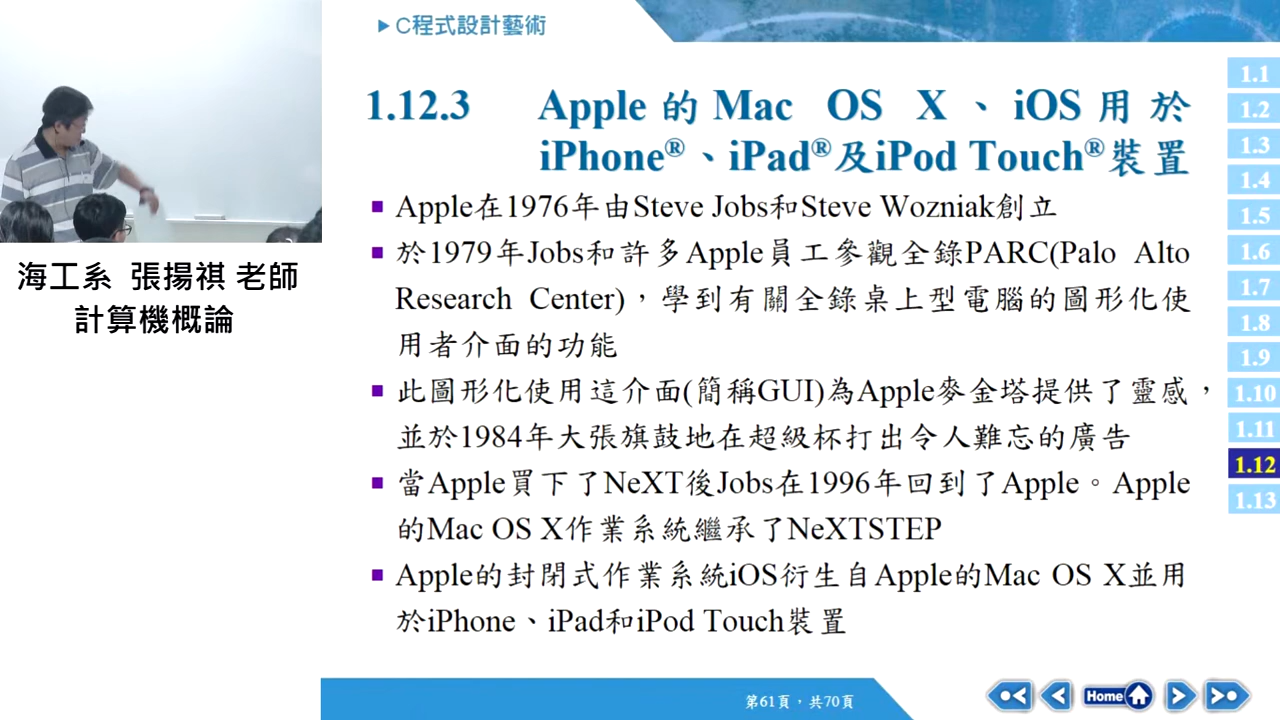 C程式設計藝術
1.12.3 Apple 的 Mac OS X、iOS 用於
iPhone®、iPad®及iPod Touch®裝置
Apple在1976年由Steve Jobs和Steve Wozniak創立
於1979年Jobs和許多Apple員工參觀全錄PARC(Palo Alto
Research Center)，學到有關全錄桌上型電腦的圖形化使
用者介面的功能
此圖形化使用這介面(簡稱GUI)為Apple麥金塔提供了靈感，
並於1984年大張旗鼓地在超級杯打出令人難忘的廣告
當Apple買下了NeXT後Jobs在1996年回到了Apple。Apple
的Mac OS X作業系統繼承了NeXTSTEP
Apple的封閉式作業系統iOS衍生自Apple的Mac OS X並用
於iPhone、iPad和iPod Touch裝置
海工系 張揚祺 老師
計算機概論
1.1
1.2
1.3
1.4
1.5
1.6
1.7
1.8
1.9
1.10
1.11
1.12
1.13
第61頁，共70頁
Home